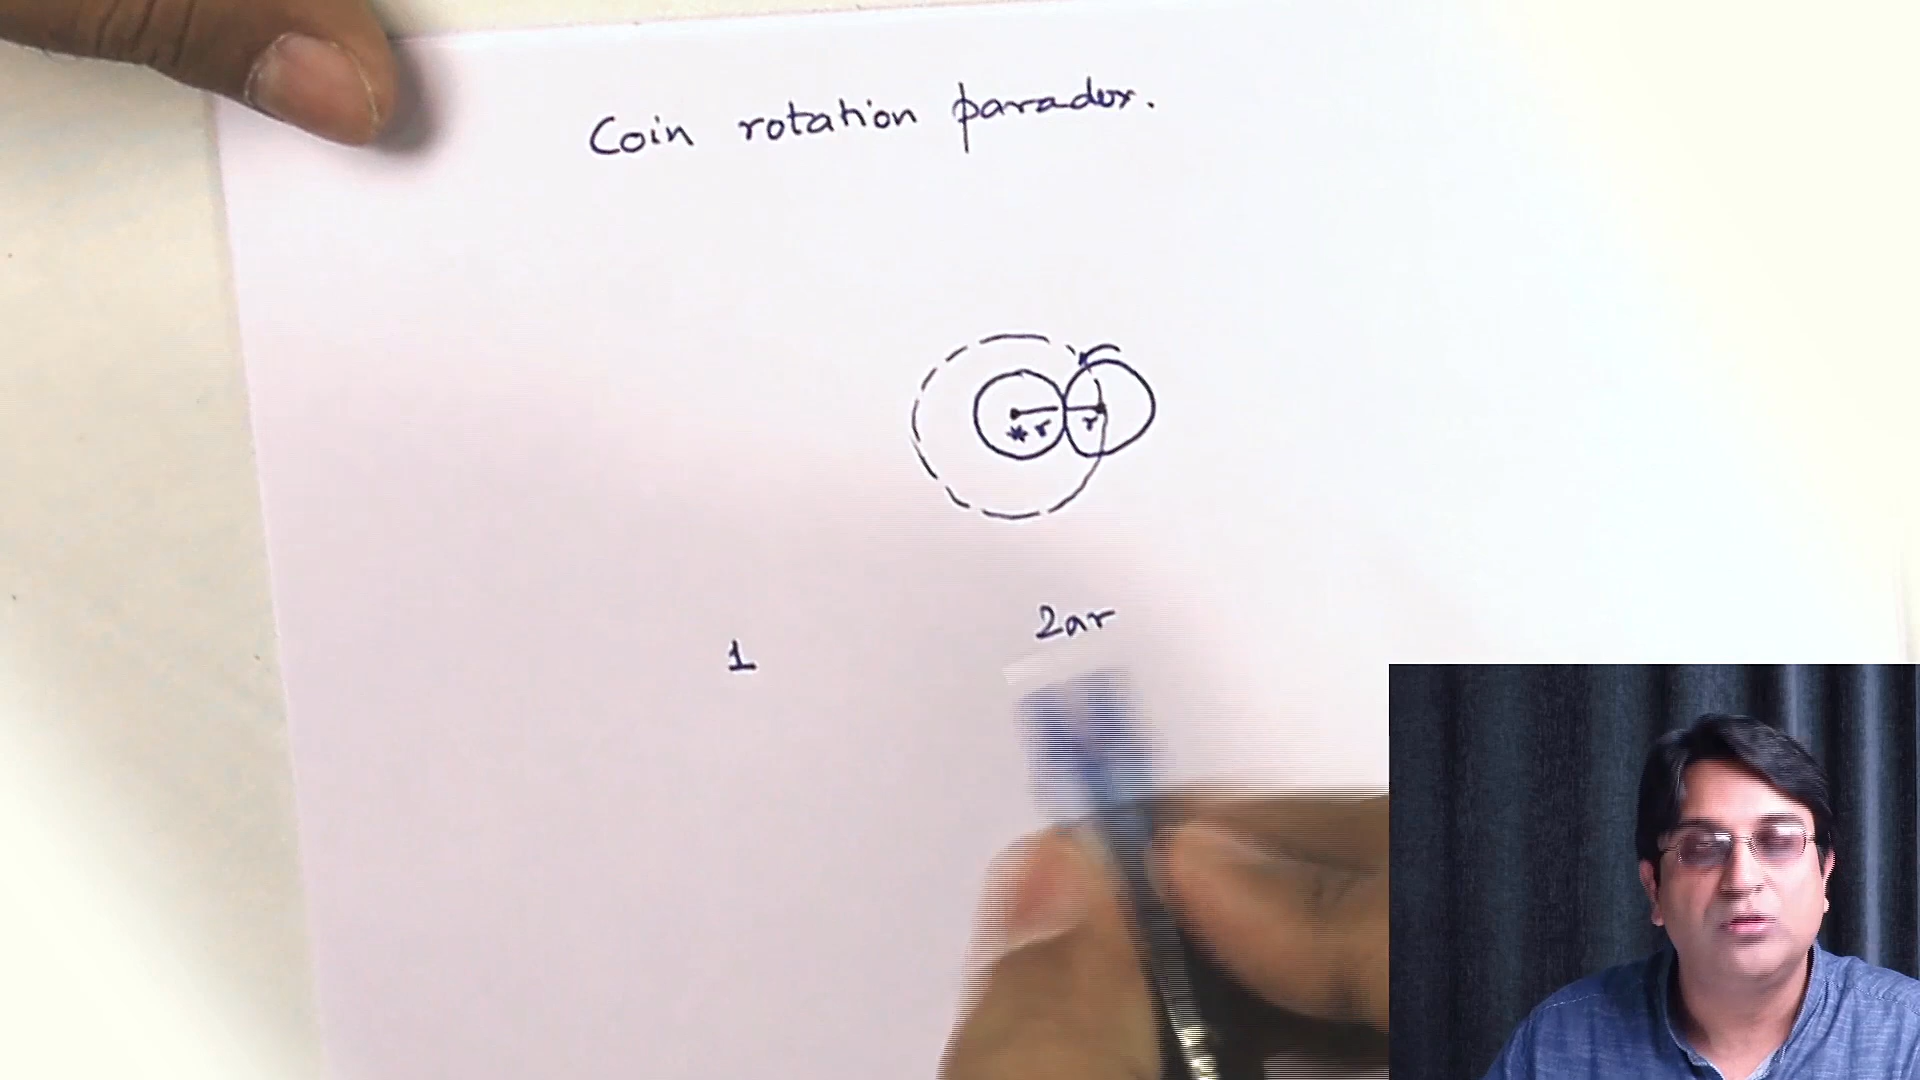 Coin rotation paradox.
r r
2πr
1